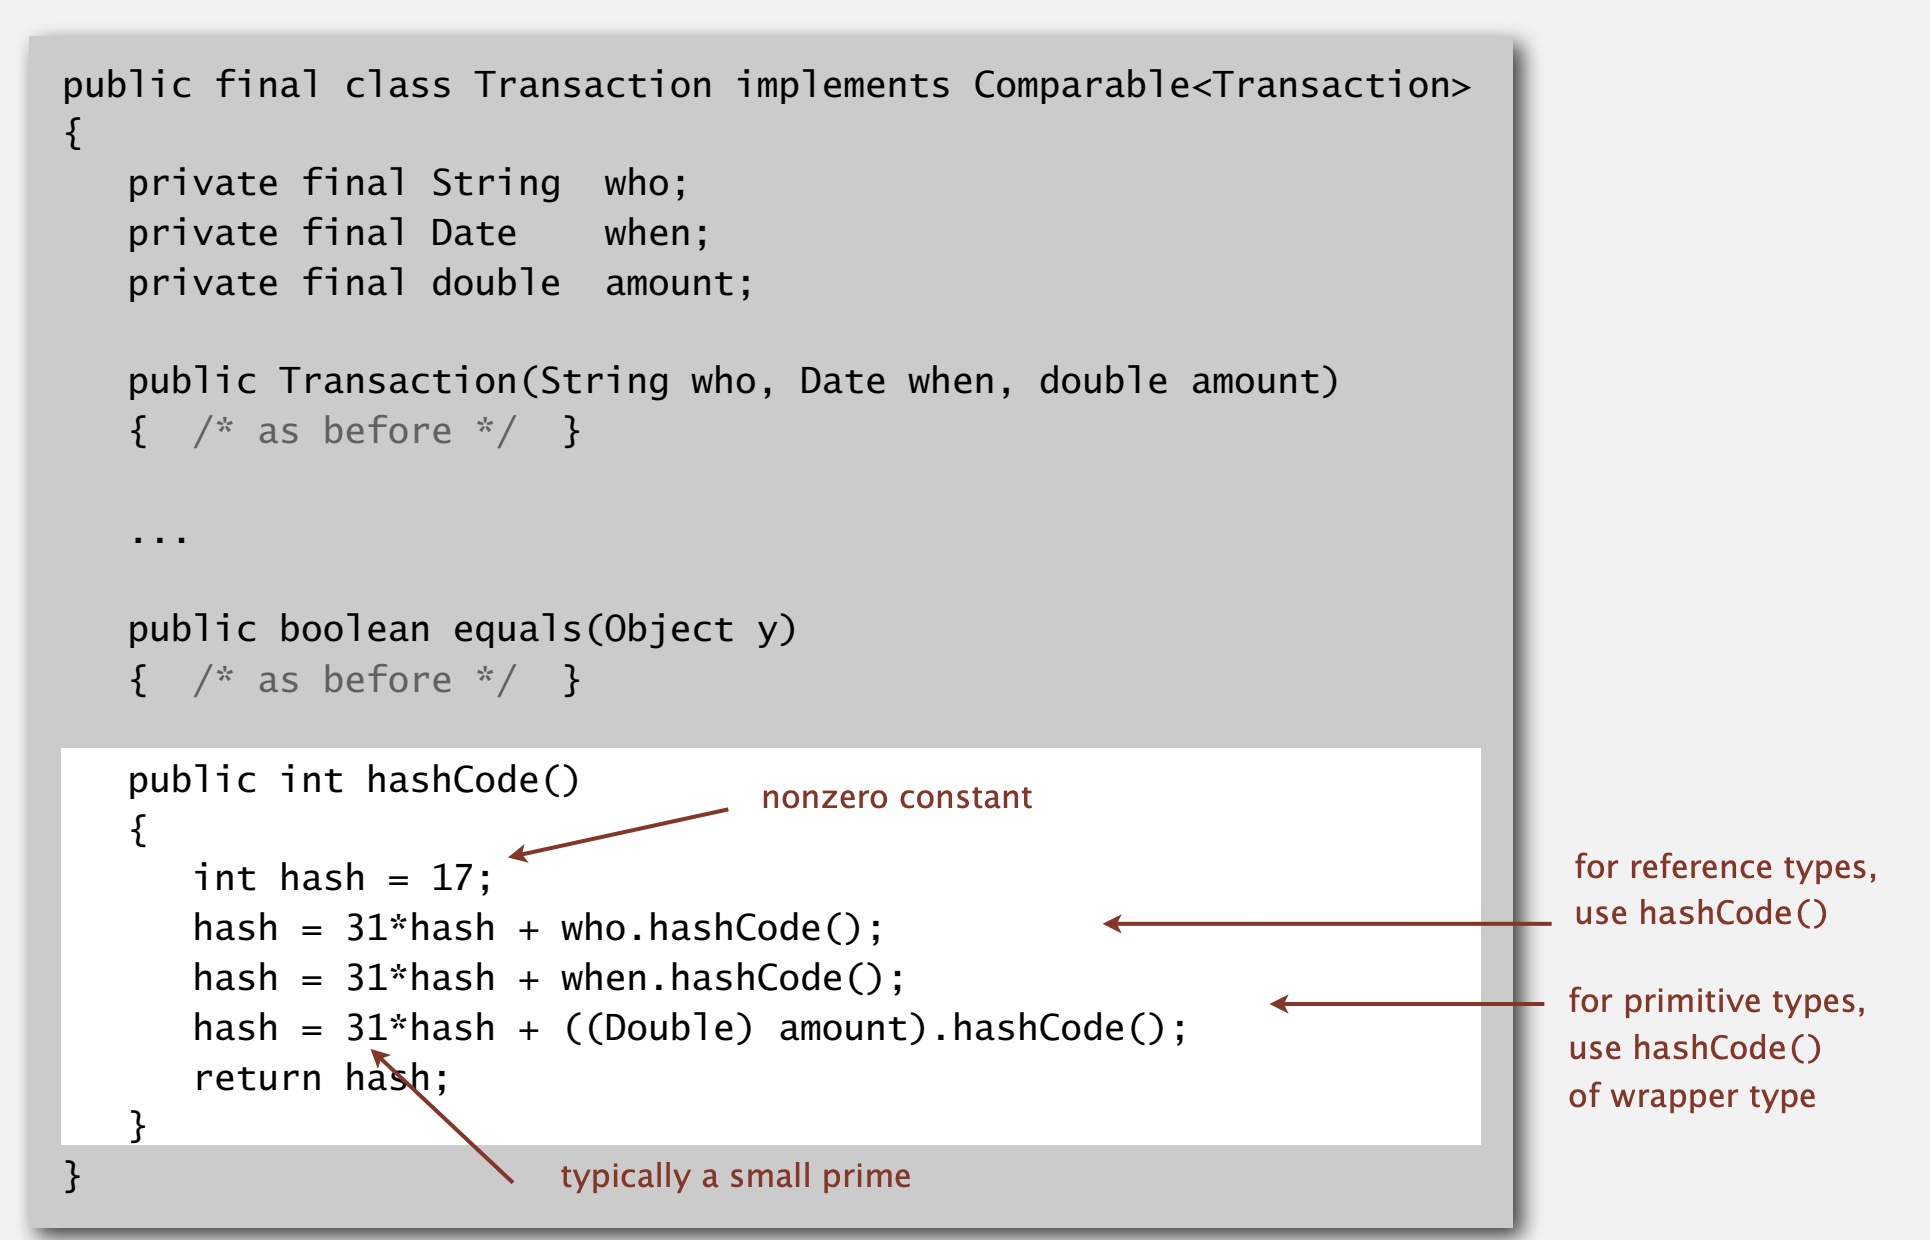 public final class Transaction implements Comparable<Transaction>
{
   private final String  who;
   private final Date    when;
   private final double  amount;

   public Transaction(String who, Date when, double amount)
   {  /* as before */  }

   ...

   public boolean equals(Object y)
   {  /* as before */  }

   public int hashCode()
nonzero constant
   {
      int hash = 17;
      hash = 31*hash + who.hashCode();
      hash = 31*hash + when.hashCode();
      hash = 31*hash + ((Double) amount).hashCode();
      return hash;
   }
}
for reference types,
use hashCode()
for primitive types,
use hashCode()
of wrapper type
typically a small prime